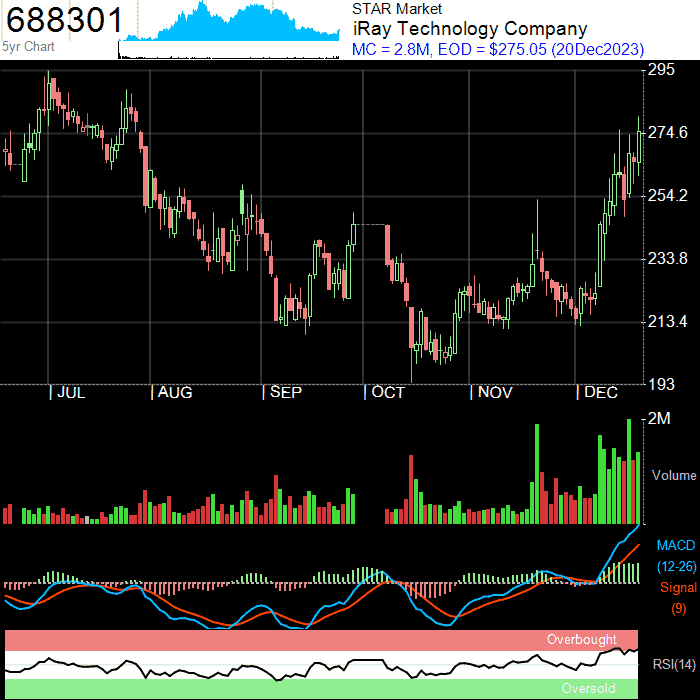 688301
5yr Chart
STAR Market
iRay Technology Company
MC = 2.8M, EOD = $275.05 (20Dec2023)
295
274.6
254.2
233.8
213.4
193
| JUL | AUG | SEP | OCT | NOV | DEC
2M
Volume
MACD
(12-26)
Signal
(9)
Overbought
RSI(14)
Oversold